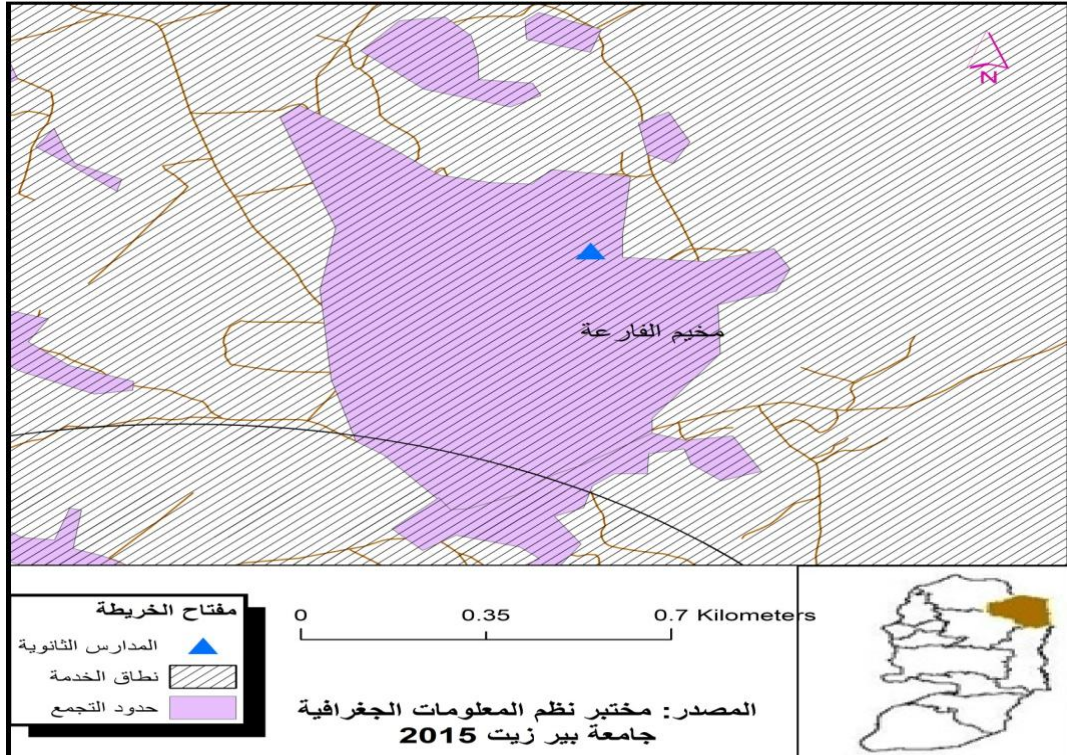 N
مخيم الفارعة
مفتاح الخريطة
المدارس الثانوية
نطاق الخدمة
حدود التجمع
0 0.35 0.7 Kilometers
المصدر: مختبر نظم المعلومات الجغرافية
جامعة بير زيت 2015